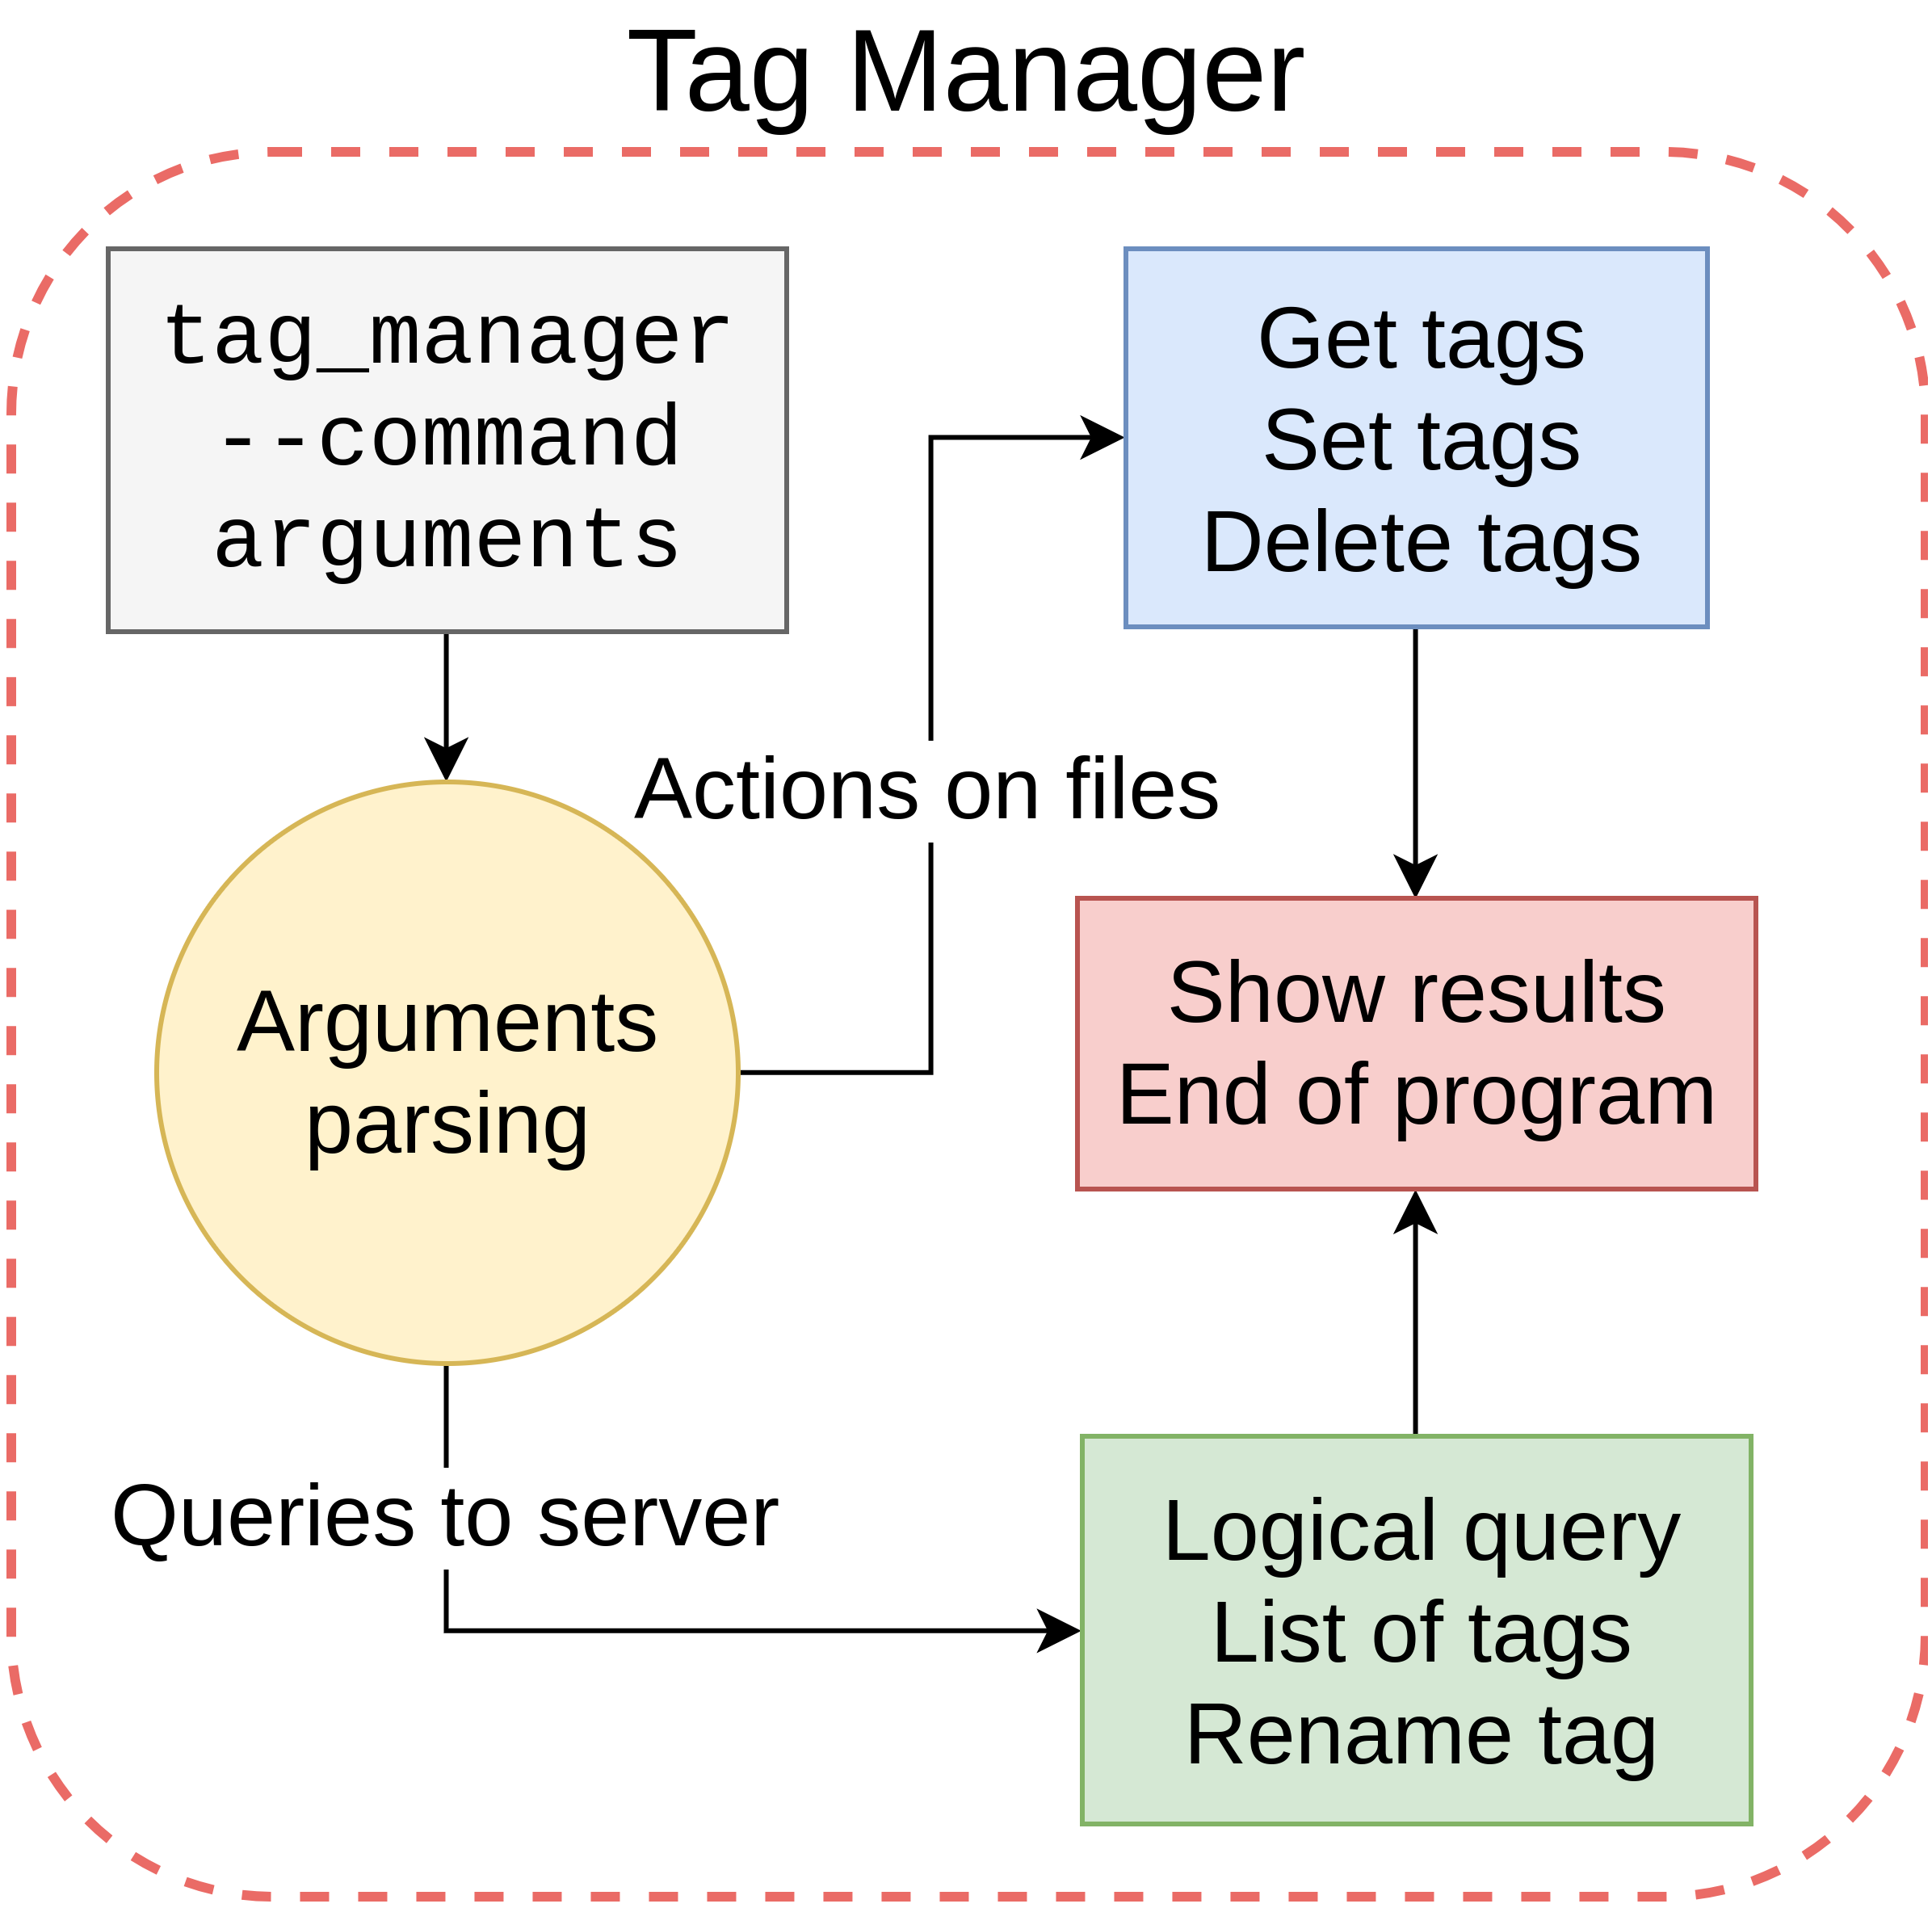 Tag Manager
tag_manager
--command
arguments
Get tags
Set tags
Delete tags
Actions on files
Arguments
parsing
Show results
End of program
Queries to server
Logical query
List of tags
Rename tag